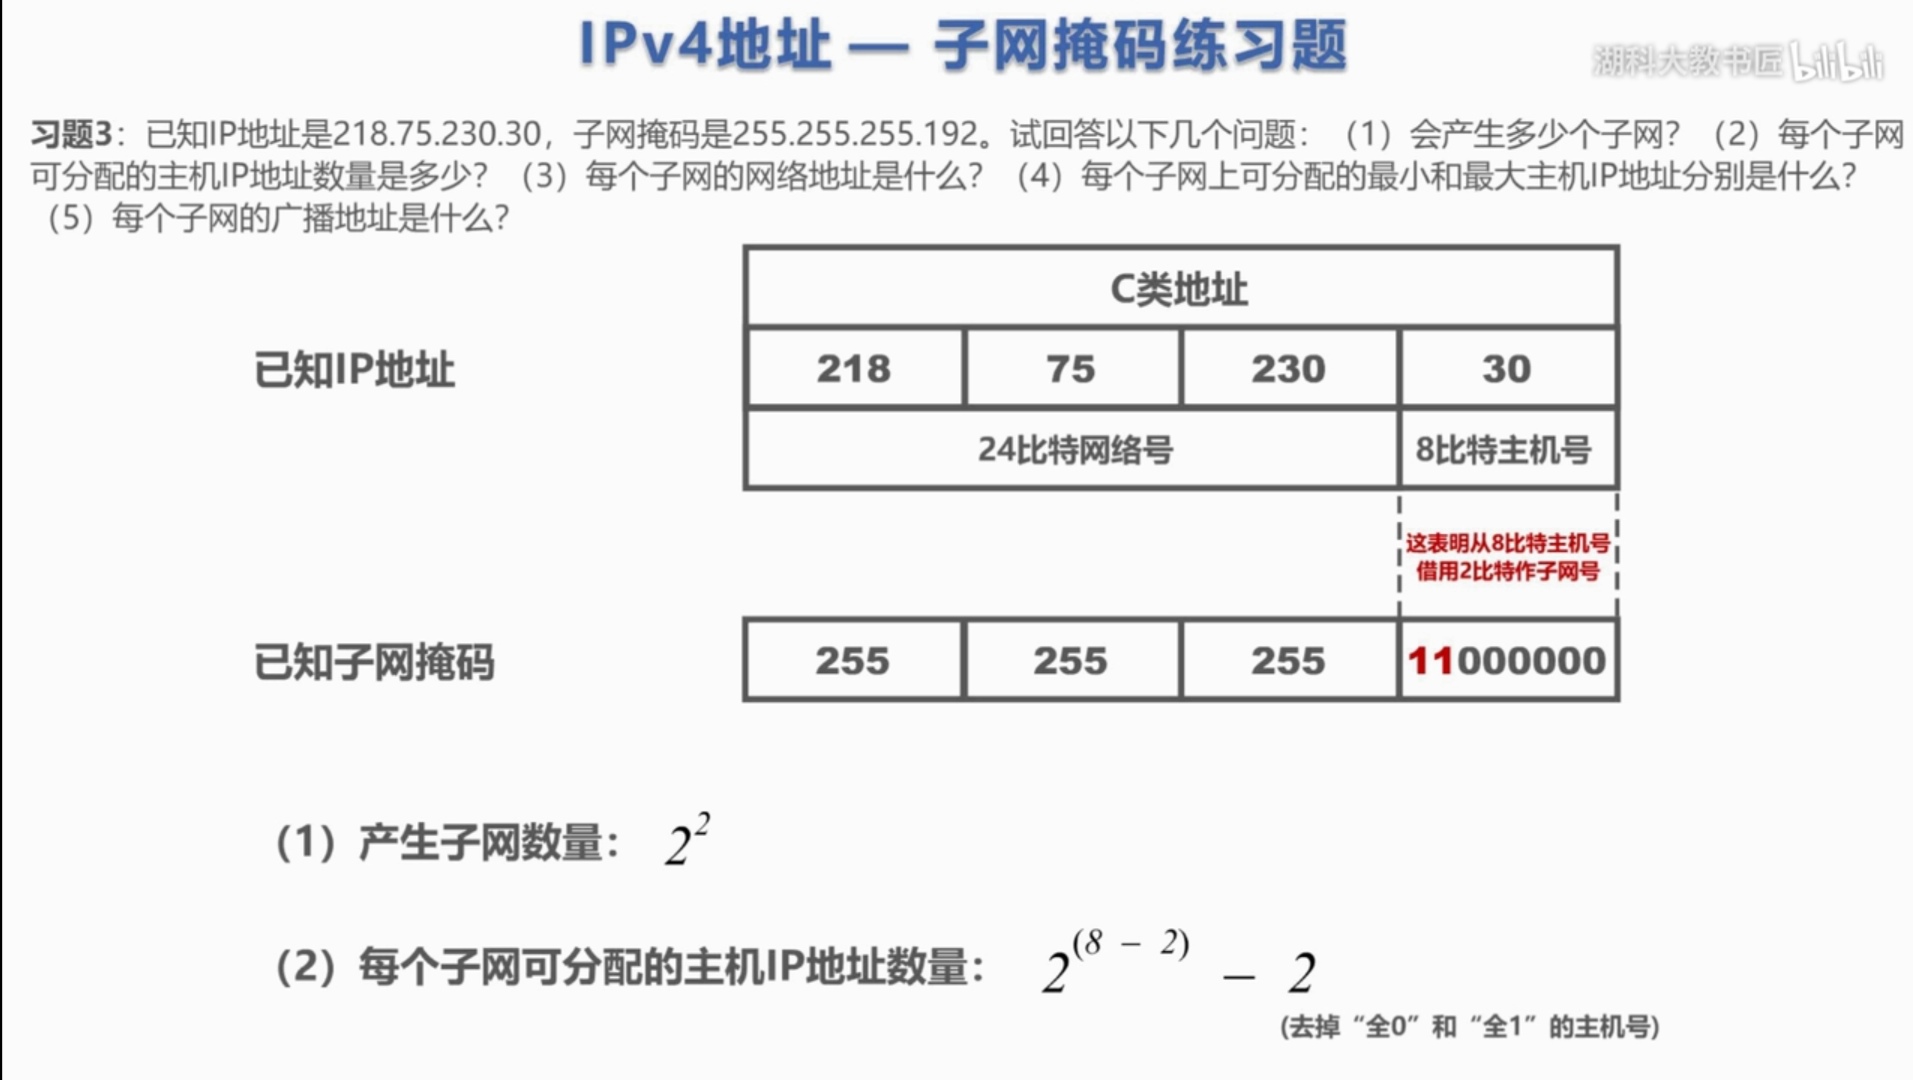 IPv4地址 — 子网掩码练习题
湖科大教书匠 bilibili
习题3：已知IP地址是218.75.230.30，子网掩码是255.255.255.192。试回答以下几个问题：（1）会产生多少个子网？（2）每个子网
可分配的主机IP地址数量是多少？（3）每个子网的网络地址是什么？（4）每个子网上可分配的最小和最大主机IP地址分别是什么？
（5）每个子网的广播地址是什么？
C类地址
已知IP地址 218 75 230 30
24比特网络号 8比特主机号
这表明从8比特主机号
借用2比特作子网号
已知子网掩码 255 255 255 11000000
（1）产生子网数量： 2^2
（2）每个子网可分配的主机IP地址数量： 2^(8 − 2) − 2
(去掉“全0”和“全1”的主机号)